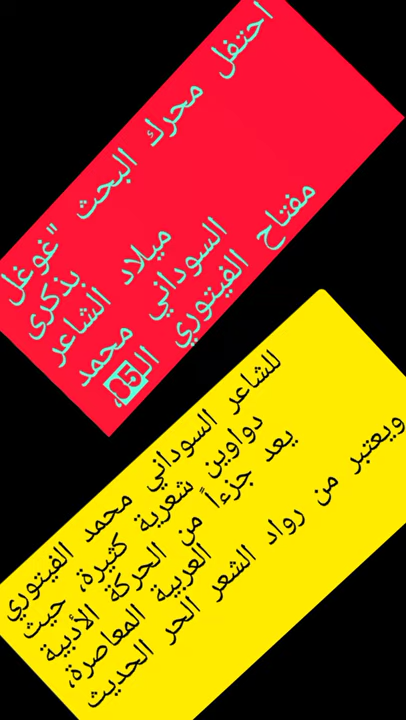 احتفل محرك البحث "غوغل
بذكرى
ميلاد الشاعر
السوداني محمد
مفتاح الفيتوري الـ85،
للشاعر السوداني محمد الفيتوري
دواوين شعرية كثيرة، حيث
يعد جزءاً من الحركة الأدبية
العربية المعاصرة،
ويعتبر من رواد الشعر الحر الحديث